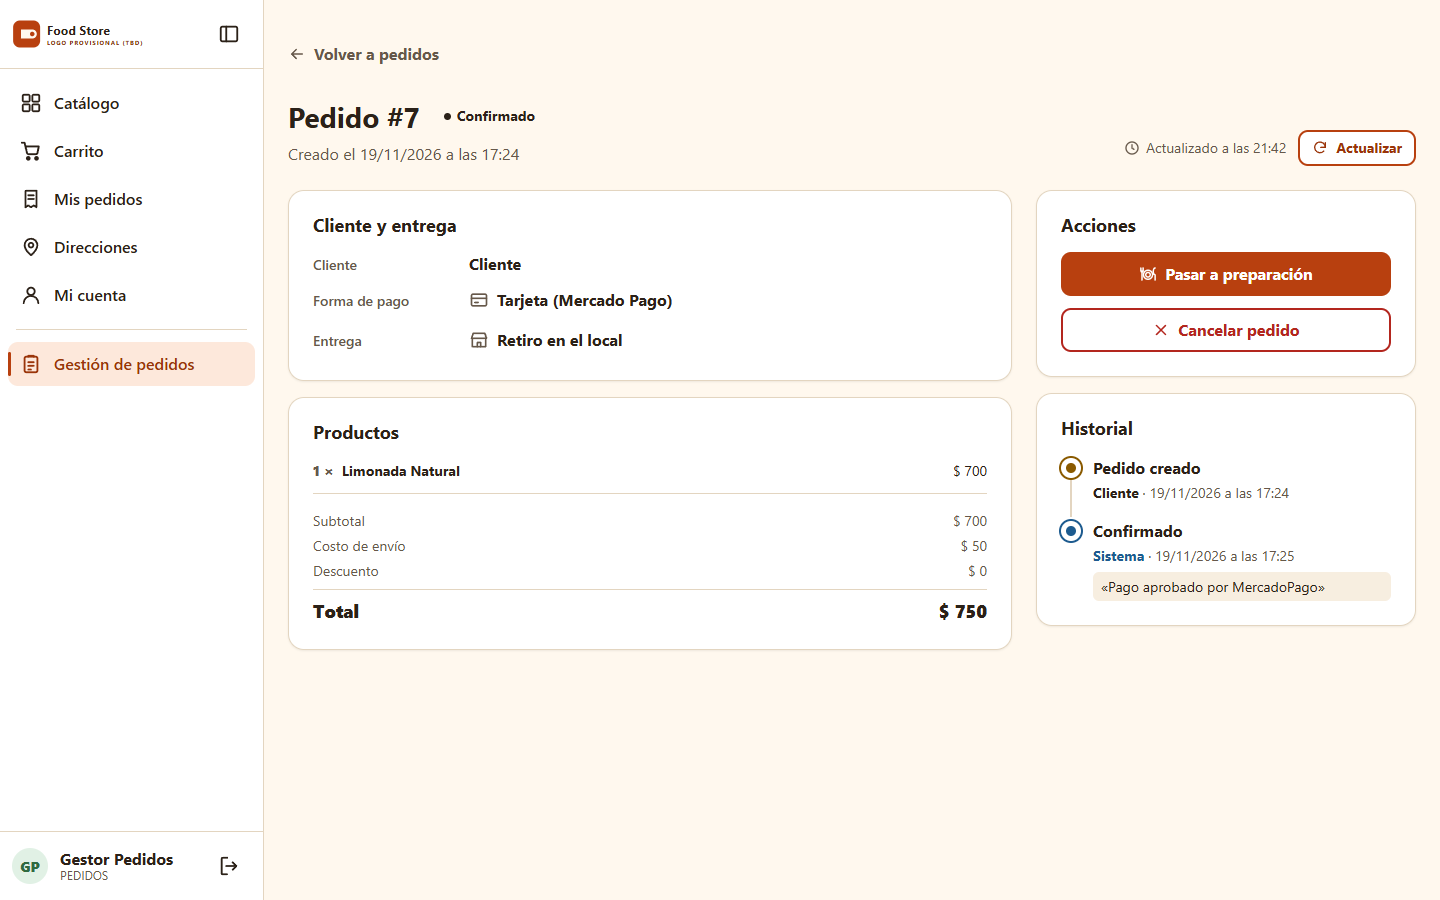 Food Store
LOGO PROVISIONAL (TBD)
Catálogo
Carrito
Mis pedidos
Direcciones
Mi cuenta
Gestión de pedidos
GP
Gestor Pedidos
PEDIDOS
Volver a pedidos
Pedido #7
Confirmado
Creado el 19/11/2026 a las 17:24
Actualizado a las 21:42
Actualizar
Cliente y entrega
Cliente Cliente
Forma de pago Tarjeta (Mercado Pago)
Entrega Retiro en el local
Productos
1 × Limonada Natural $ 700
Subtotal $ 700
Costo de envío $ 50
Descuento $ 0
Total $ 750
Acciones
Pasar a preparación
Cancelar pedido
Historial
Pedido creado
Cliente · 19/11/2026 a las 17:24
Confirmado
Sistema · 19/11/2026 a las 17:25
«Pago aprobado por MercadoPago»